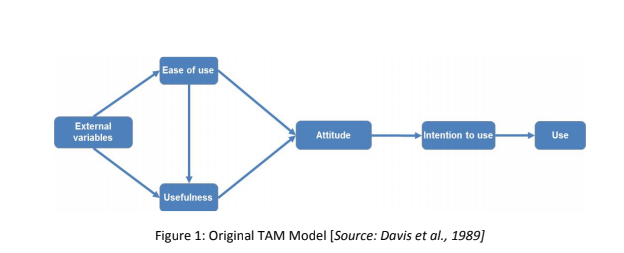 Ease of use
External
variables
Attitude
Intention to use
Use
Usefulness
Figure 1: Original TAM Model [Source: Davis et al., 1989]